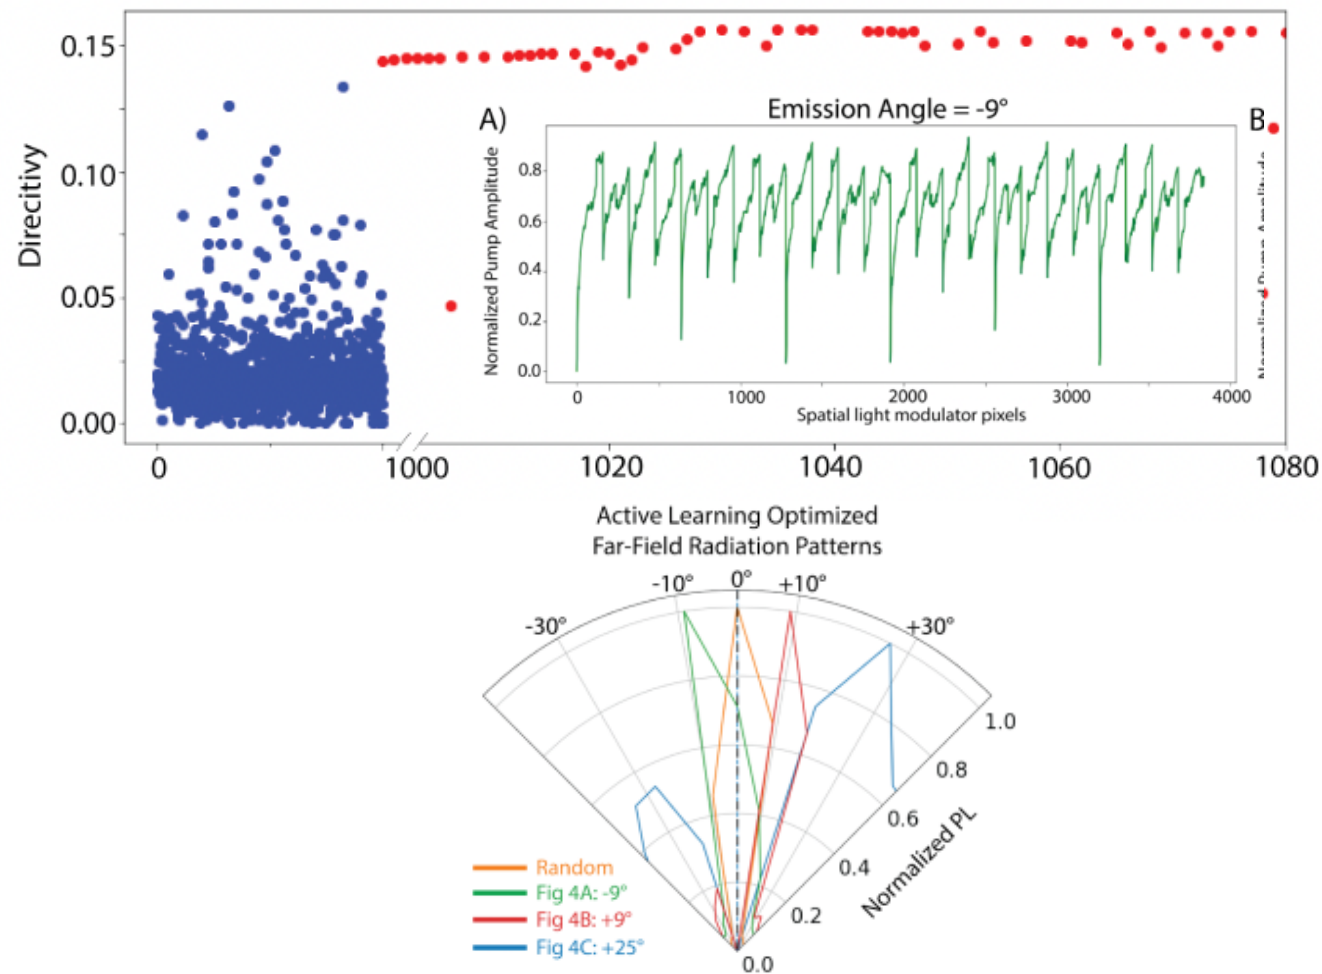 0.15
0.10
0.05
0.00
Direcitivy
A)
Emission Angle = -9°
B
0.8
0.6
0.4
0.2
0.0
Normalized Pump Amplitude
0
1000
2000
3000
4000
Spatial light modulator pixels
Normalized Pump Amplitude
0
1000
1020
1040
1060
1080
Active Learning Optimized
Far-Field Radiation Patterns
-30°
-10°
0°
+10°
+30°
1.0
0.8
0.6
0.4
0.2
0.0
Normalized PL
Random
Fig 4A: -9°
Fig 4B: +9°
Fig 4C: +25°